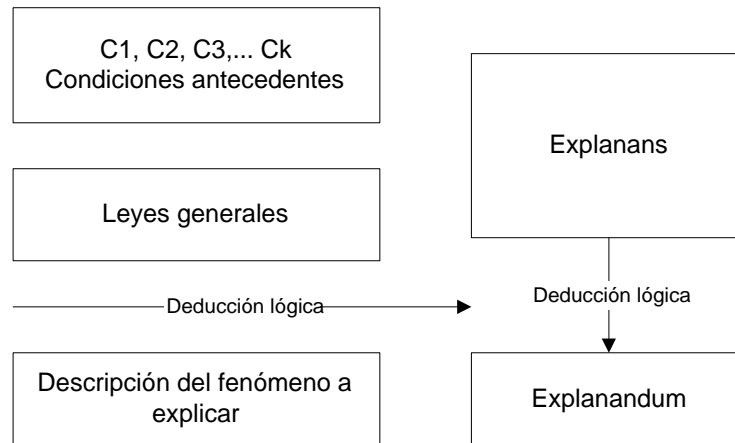 C1, C2, C3,... Ck
Condiciones antecedentes
Explanans
Leyes generales
Deducción lógica
Deducción lógica
Descripción del fenómeno a
explicar
Explanandum